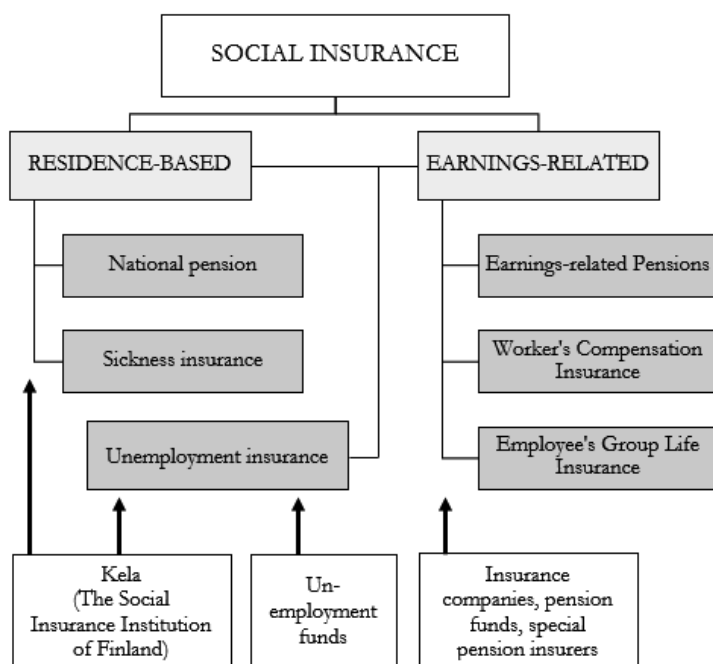 SOCIAL INSURANCE
RESIDENCE-BASED
EARNINGS-RELATED
National pension
Earnings-related Pensions
Sickness insurance
Worker's Compensation
Insurance
Unemployment insurance
Employee's Group Life
Insurance
Kela
(The Social
Insurance Institution
of Finland)
Un-
employment
funds
Insurance
companies, pension
funds, special
pension insurers